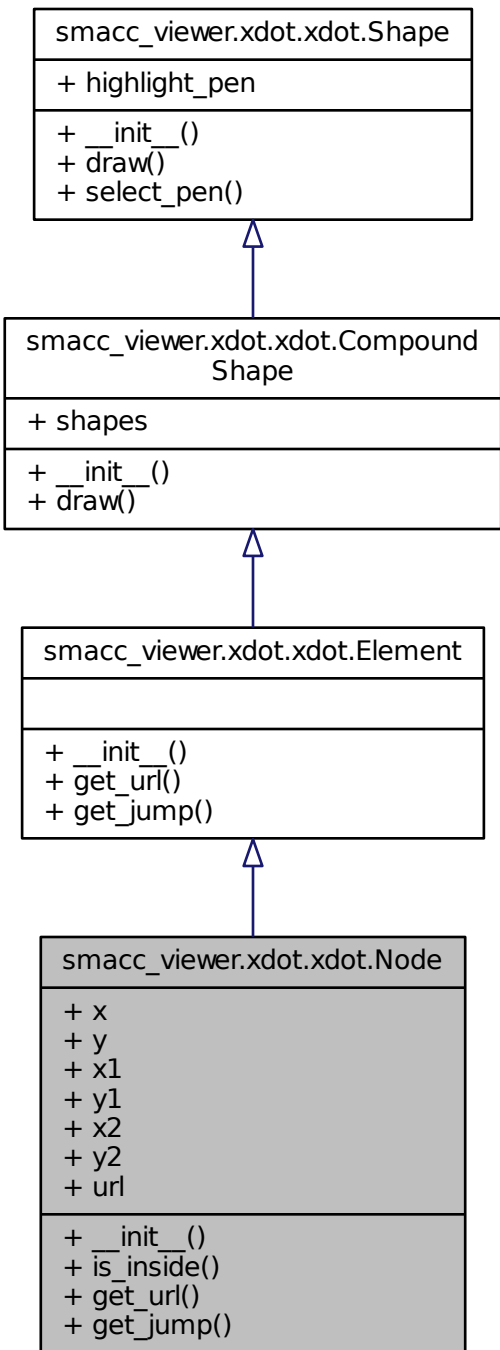 smacc_viewer.xdot.xdot.Shape
+ highlight_pen
+ __init__()
+ draw()
+ select_pen()
smacc_viewer.xdot.xdot.Compound
Shape
+ shapes
+ __init__()
+ draw()
smacc_viewer.xdot.xdot.Element
+ __init__()
+ get_url()
+ get_jump()
smacc_viewer.xdot.xdot.Node
+ x
+ y
+ x1
+ y1
+ x2
+ y2
+ url
+ __init__()
+ is_inside()
+ get_url()
+ get_jump()